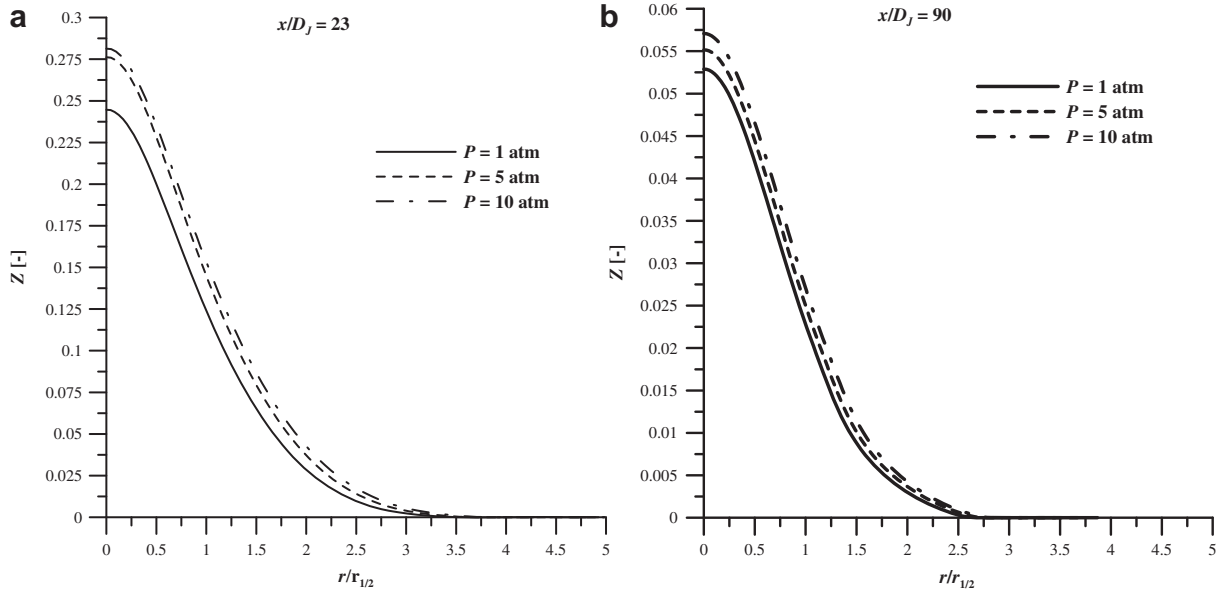 a
x/D_J = 23
0.3
0.275
0.25
0.225
0.2
0.175
0.15
0.125
0.1
0.075
0.05
0.025
0
Z [-]
P = 1 atm
P = 5 atm
P = 10 atm
0 0.5 1 1.5 2 2.5 3 3.5 4 4.5 5
r/r_{1/2}
b
x/D_J = 90
0.06
0.055
0.05
0.045
0.04
0.035
0.03
0.025
0.02
0.015
0.01
0.005
0
Z [-]
P = 1 atm
P = 5 atm
P = 10 atm
0 0.5 1 1.5 2 2.5 3 3.5 4 4.5 5
r/r_{1/2}